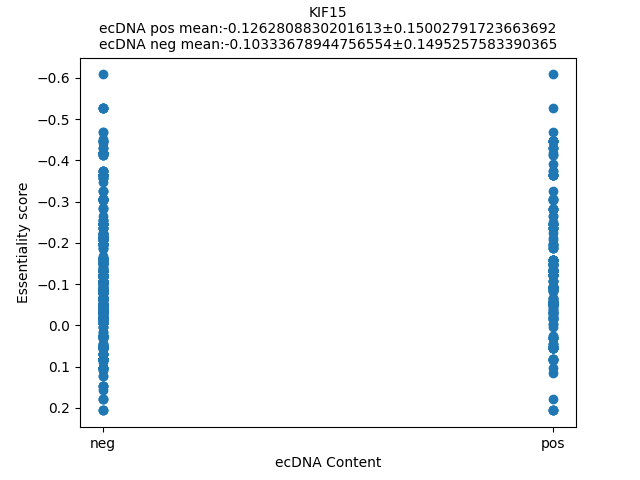 KIF15
ecDNA pos mean:-0.1262808830201613±0.15002791723663692
ecDNA neg mean:-0.10333678944756554±0.1495257583390365
−0.6
−0.5
−0.4
−0.3
−0.2
−0.1
0.0
0.1
0.2
Essentiality score
neg
pos
ecDNA Content